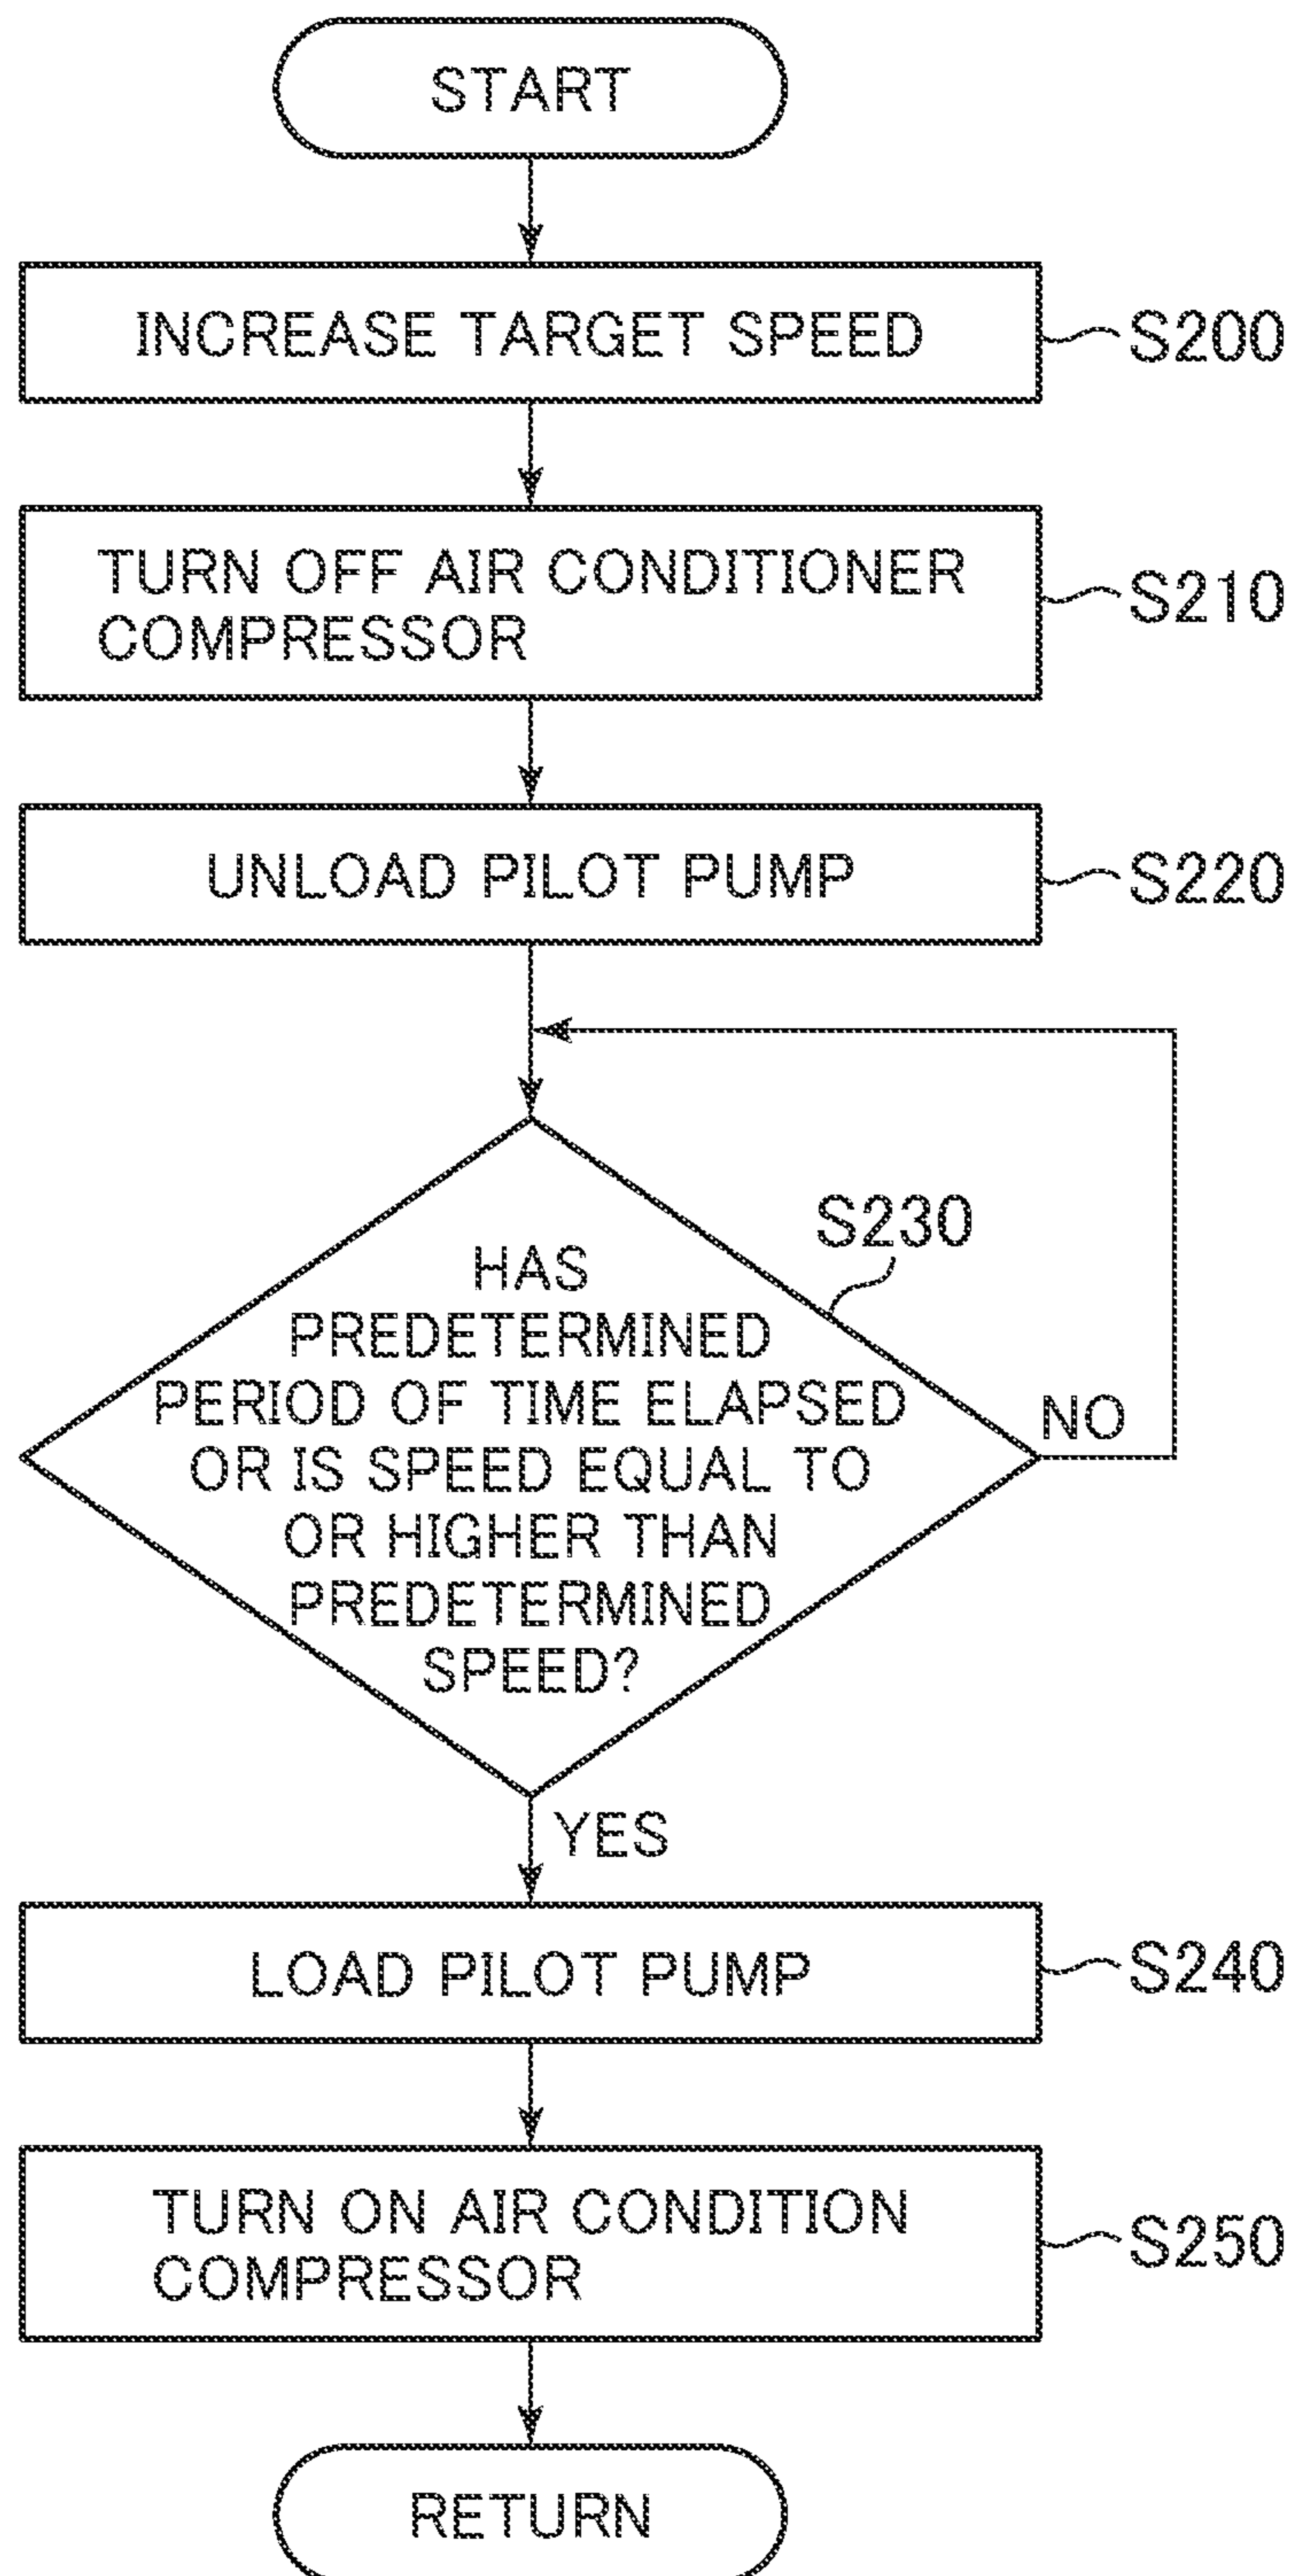 START
INCREASE TARGET SPEED
S200
TURN OFF AIR CONDITIONER
COMPRESSOR
S210
UNLOAD PILOT PUMP
S220
S230
HAS
PREDETERMINED
PERIOD OF TIME ELAPSED
OR IS SPEED EQUAL TO
OR HIGHER THAN
PREDETERMINED
SPEED?
NO
YES
LOAD PILOT PUMP
S240
TURN ON AIR CONDITION
COMPRESSOR
S250
RETURN